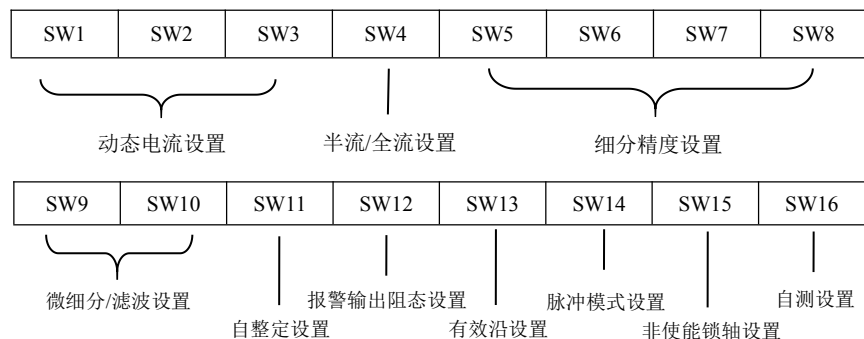 SW1 SW2 SW3 SW4 SW5 SW6 SW7 SW8
动态电流设置 半流/全流设置 细分精度设置
SW9 SW10 SW11 SW12 SW13 SW14 SW15 SW16
微细分/滤波设置 报警输出阻态设置 脉冲模式设置 自测设置
自整定设置 有效沿设置 非使能锁轴设置